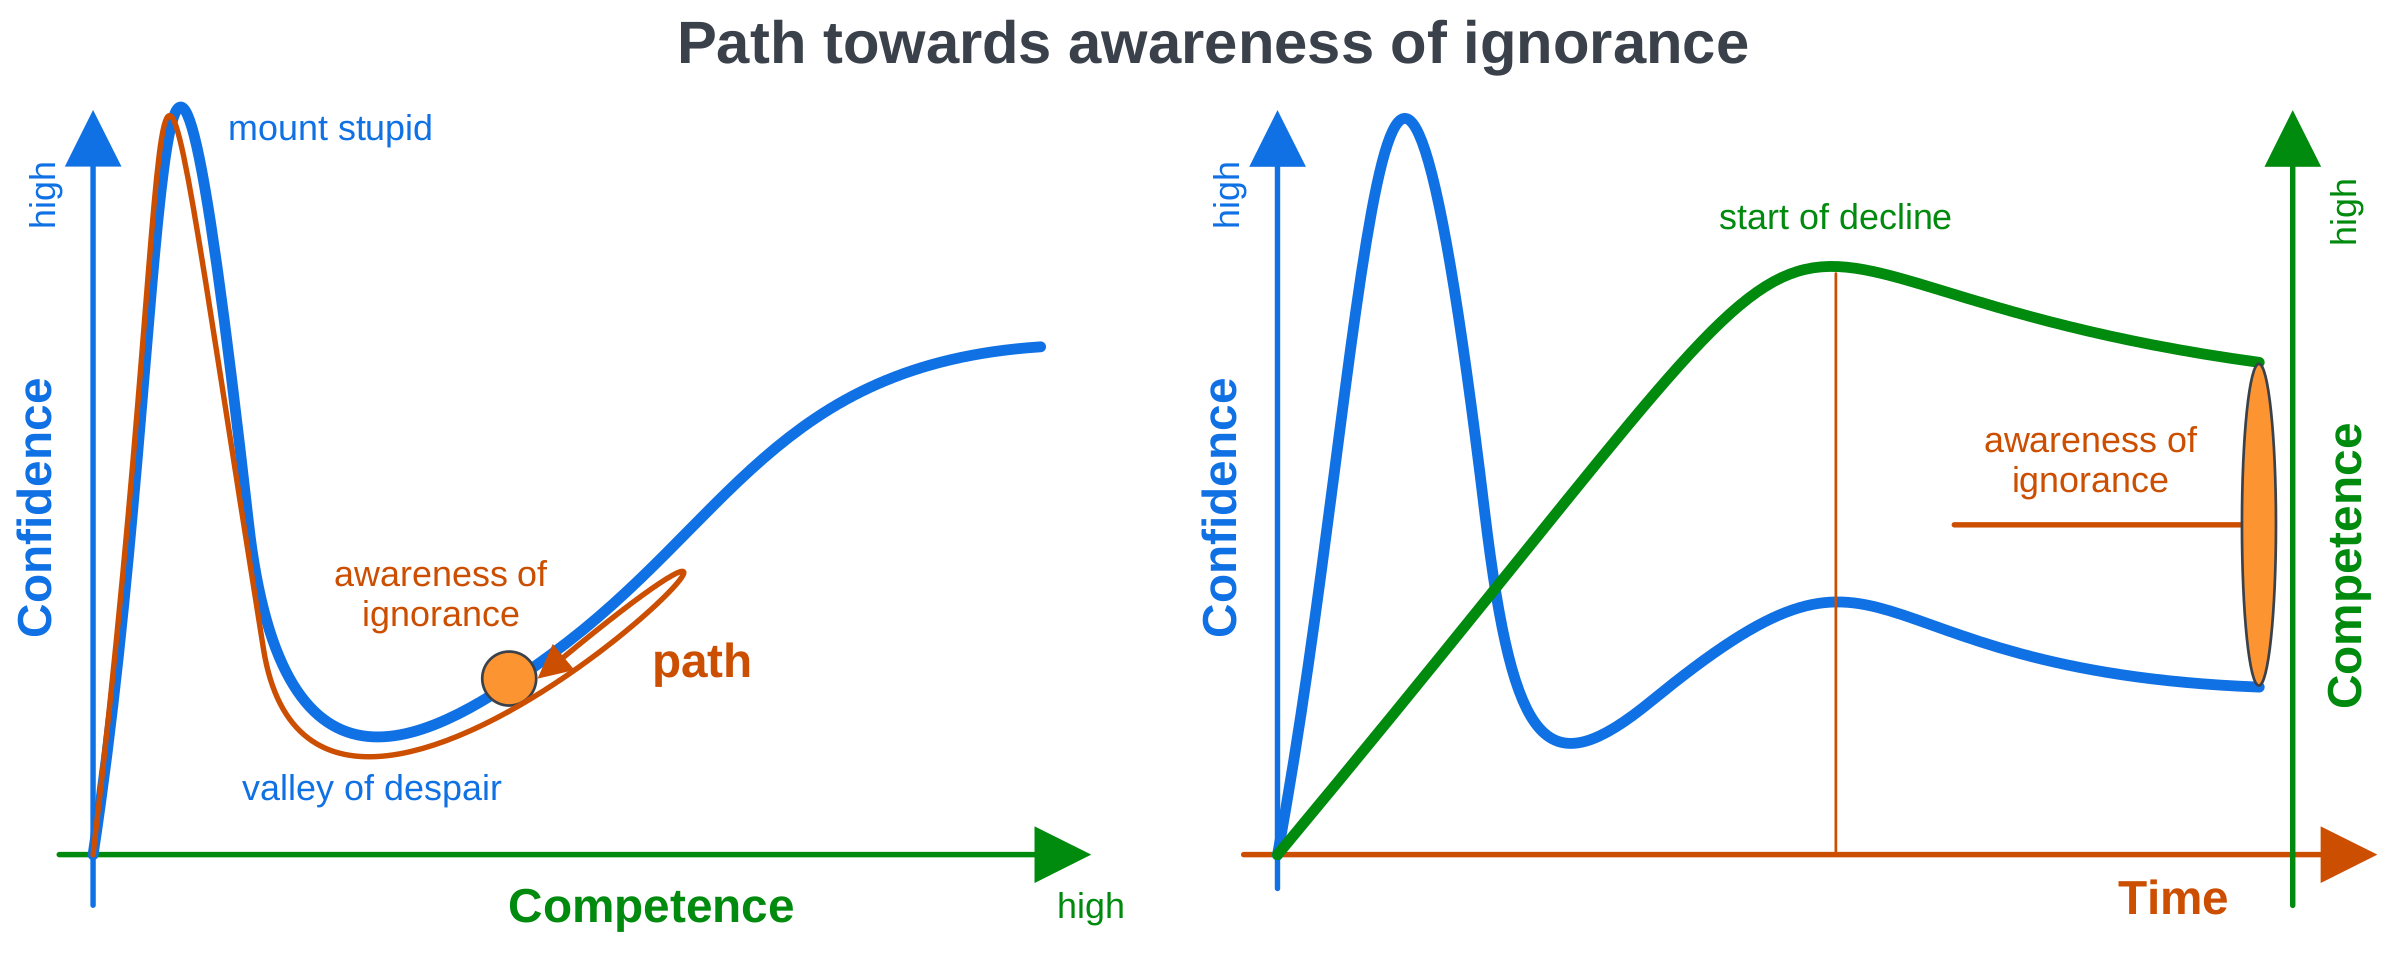 Path towards awareness of ignorance
mount stupid
high
Confidence
awareness of
ignorance
path
valley of despair
Competence
high
high
Confidence
start of decline
awareness of
ignorance
high
Competence
Time